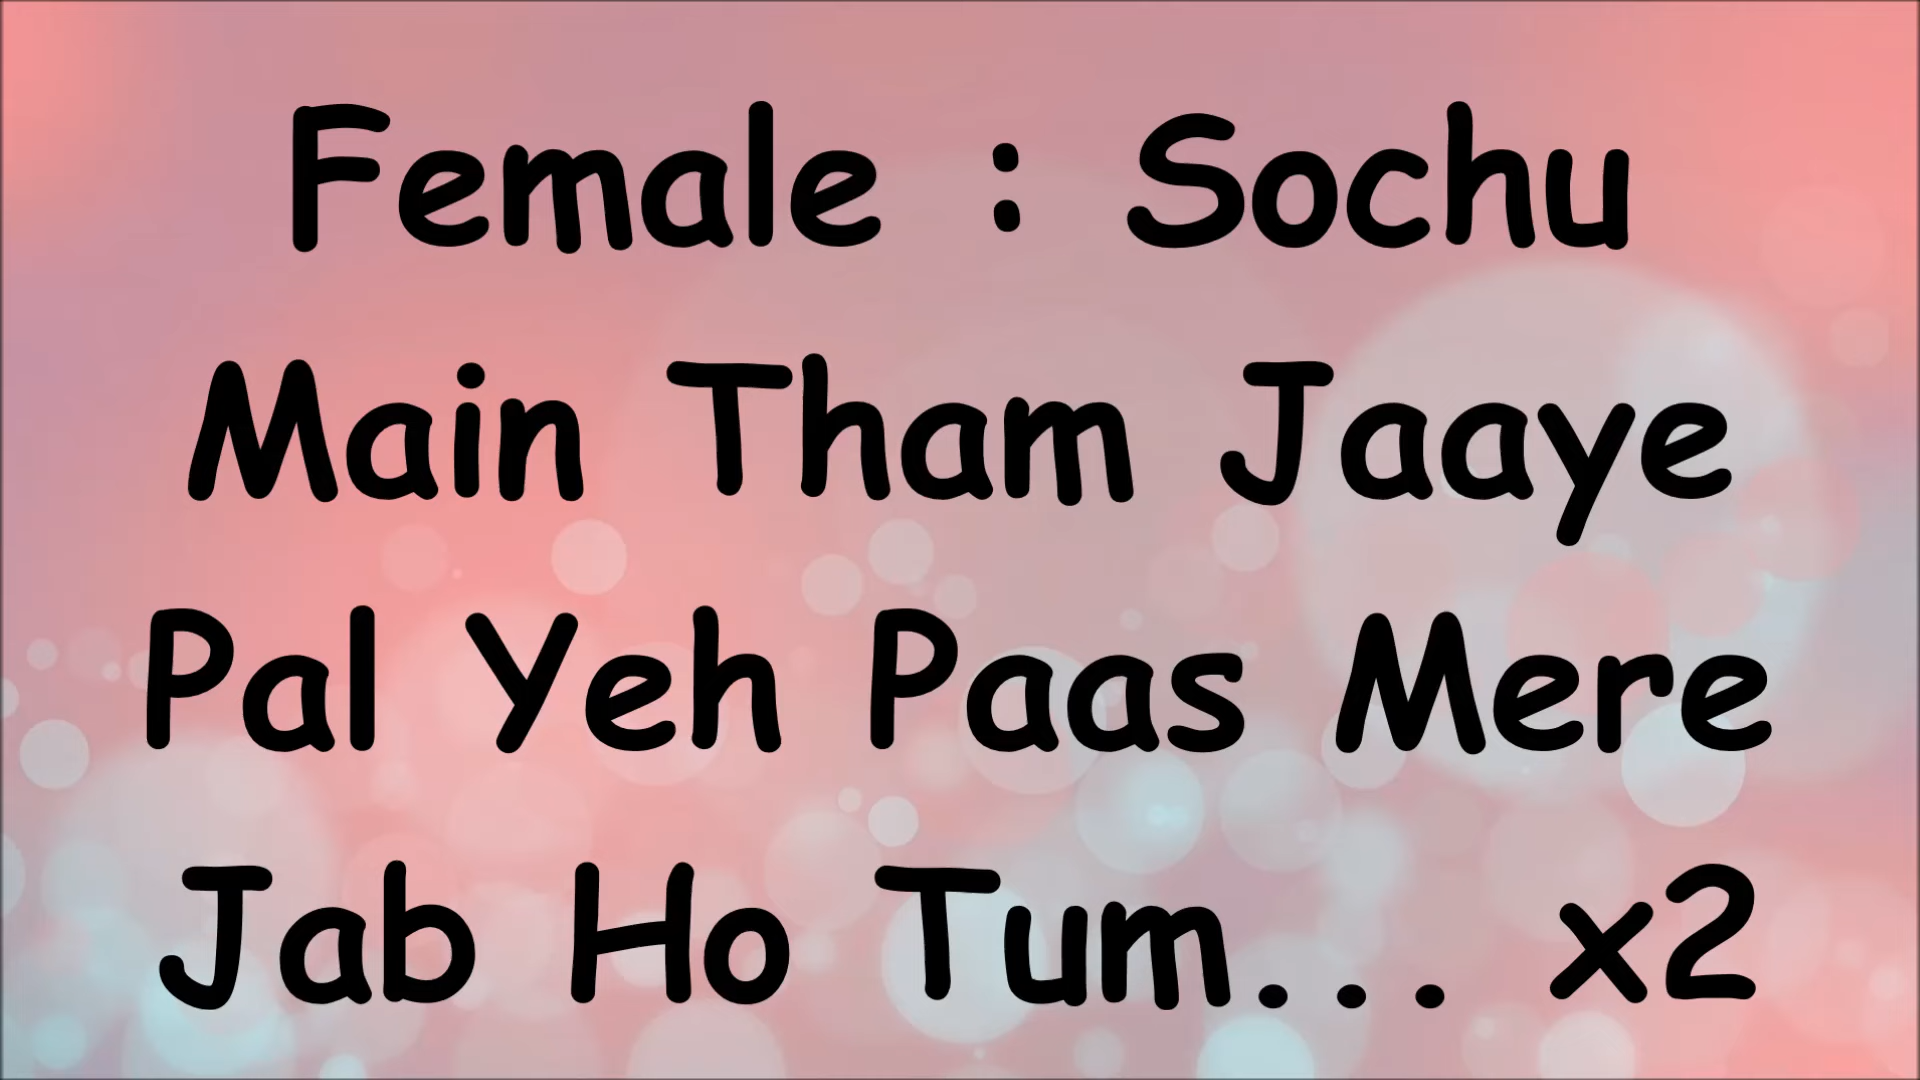 Female : Sochu
Main Tham Jaaye
Pal Yeh Paas Mere
Jab Ho Tum... x2